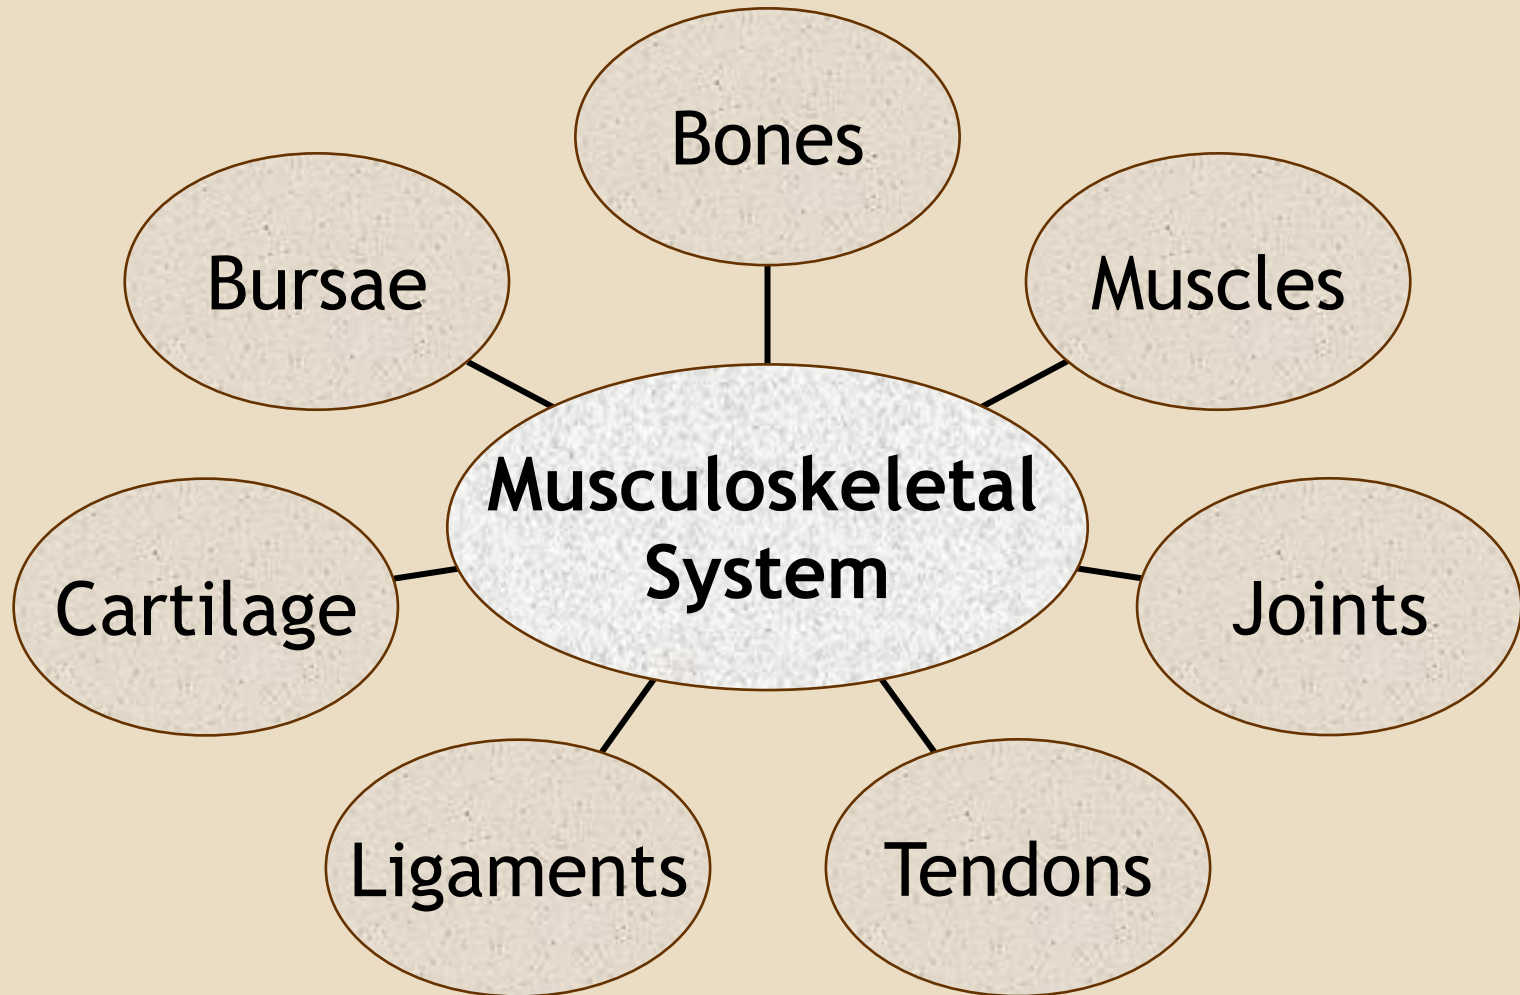 Bones
Bursae
Muscles
Musculoskeletal
System
Cartilage
Joints
Ligaments
Tendons